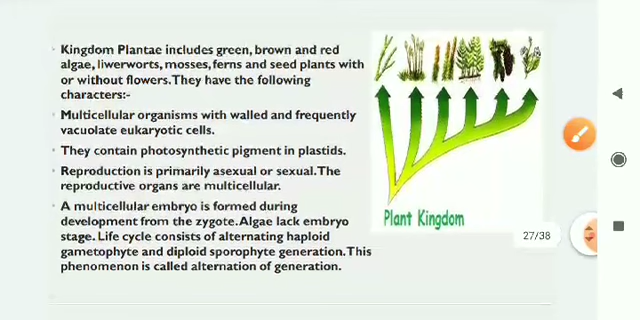 Kingdom Plantae includes green, brown and red
algae, liverworts, mosses, ferns and seed plants with
or without flowers. They have the following
characters:-
Multicellular organisms with walled and frequently
vacuolate eukaryotic cells.
They contain photosynthetic pigment in plastids.
Reproduction is primarily asexual or sexual. The
reproductive organs are multicellular.
A multicellular embryo is formed during
development from the zygote. Algae lack embryo
stage. Life cycle consists of alternating haploid
gametophyte and diploid sporophyte generation. This
phenomenon is called alternation of generation.
Plant Kingdom
27/38